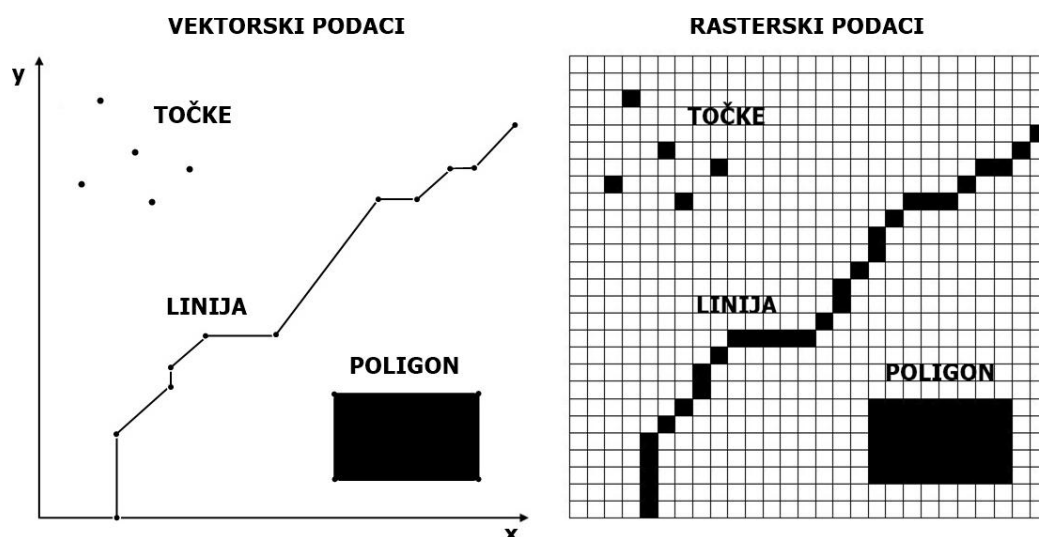 VEKTORSKI PODACI
y
TOČKE
LINIJA
POLIGON
x
RASTERSKI PODACI
TOČKE
LINIJA
POLIGON